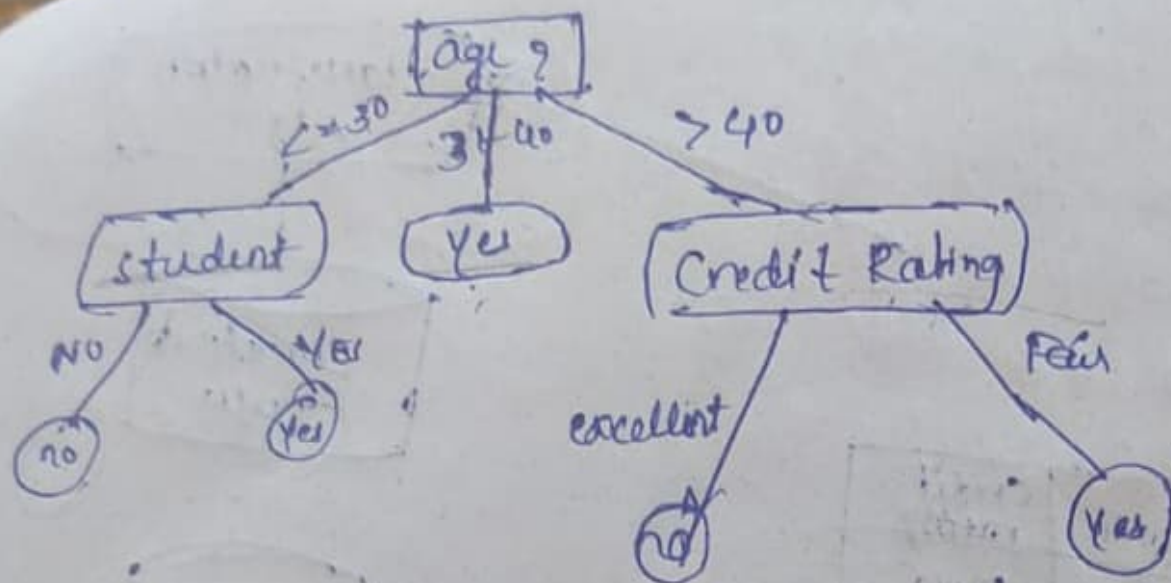 Age ?
<= 30 31-40 > 40
student Yes Credit Rating
NO YES excellent Fair
no yes no yes